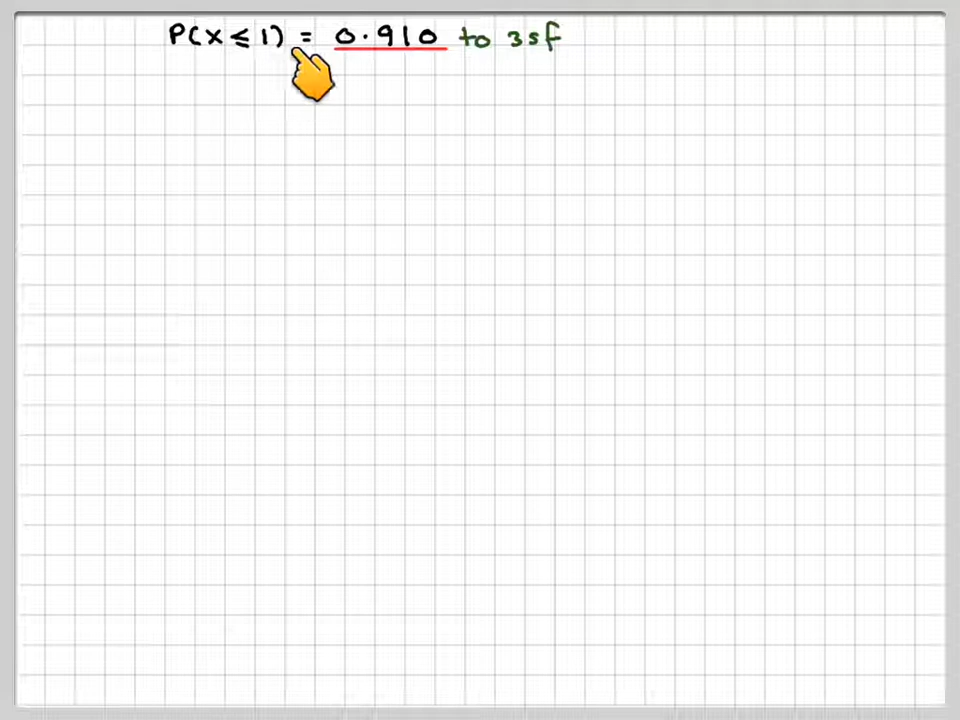 P(X ≤ 1) = 0.910 to 3sf